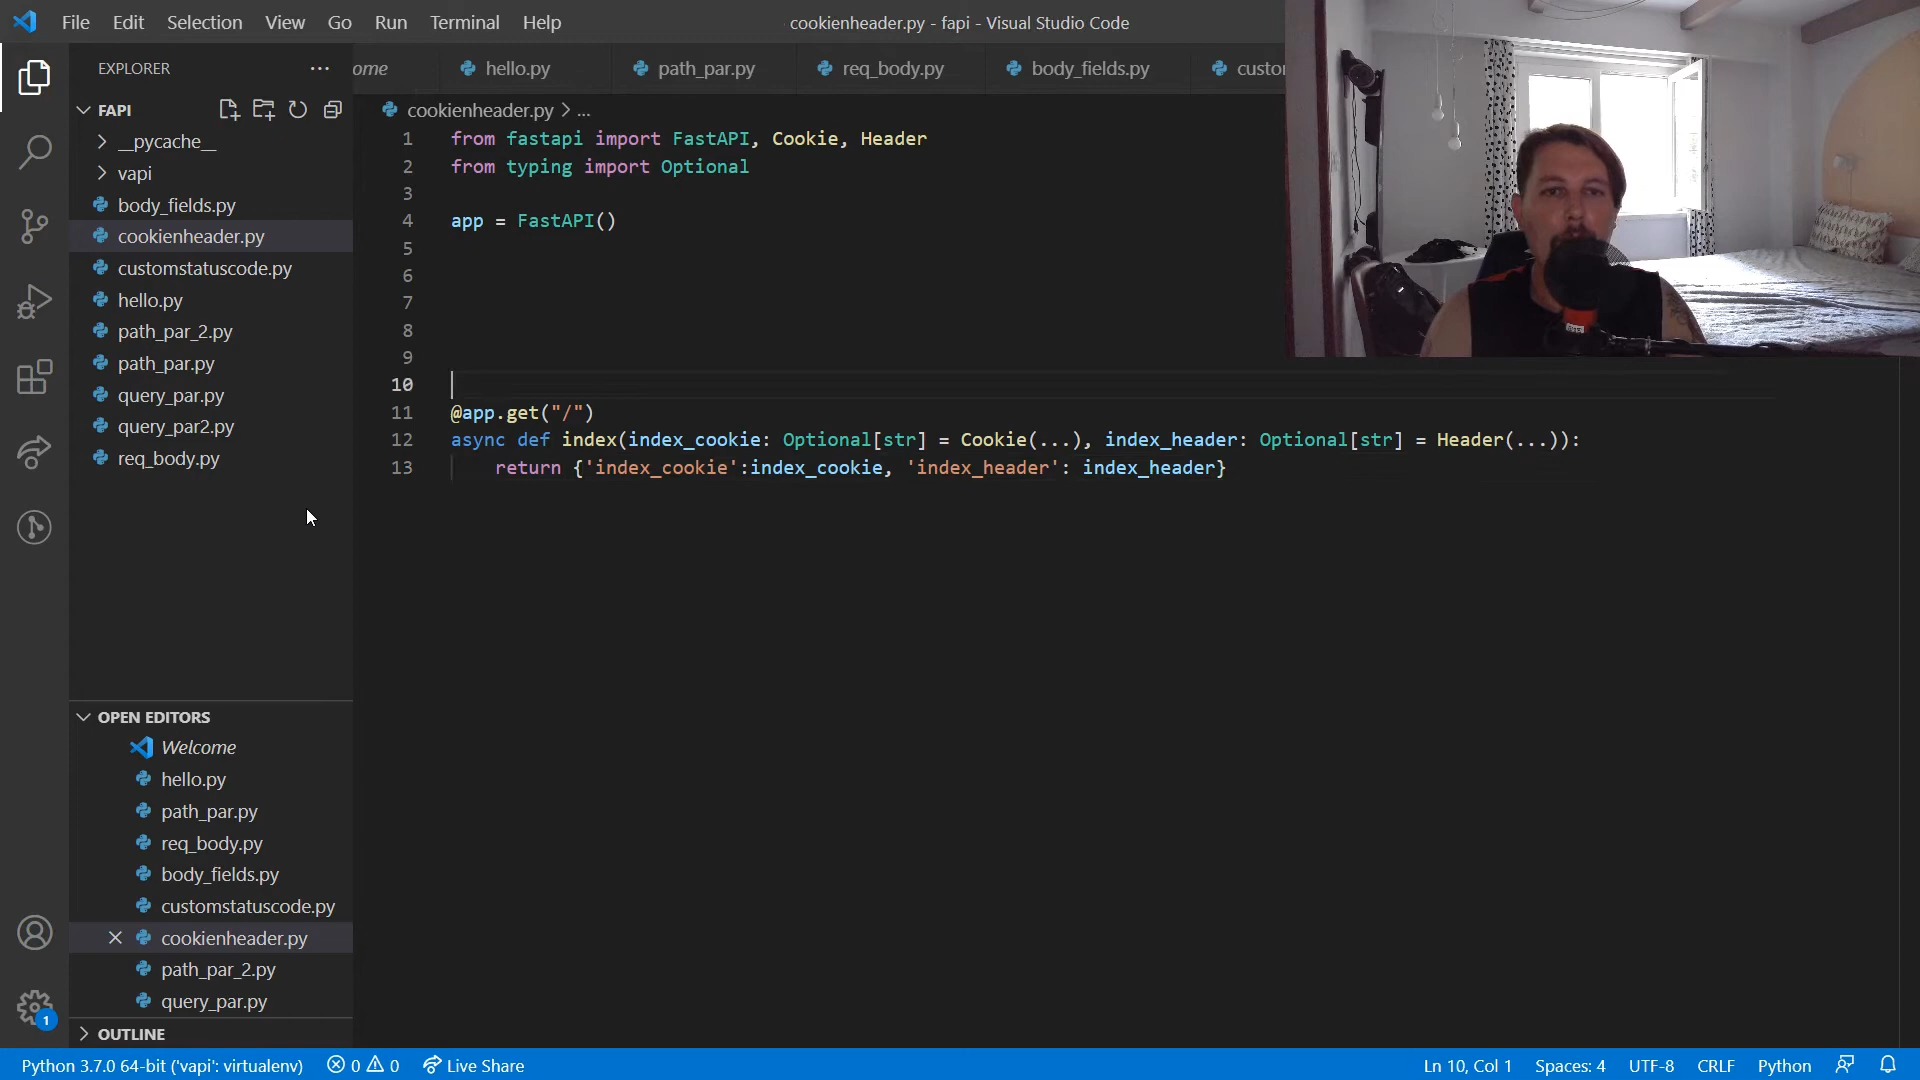 File Edit Selection View Go Run Terminal Help
cookienheader.py - fapi - Visual Studio Code
EXPLORER
ome hello.py path_par.py req_body.py body_fields.py custor
FAPI
cookienheader.py > ...
__pycache__
vapi
body_fields.py
cookienheader.py
customstatuscode.py
hello.py
path_par_2.py
path_par.py
query_par.py
query_par2.py
req_body.py
1 from fastapi import FastAPI, Cookie, Header
2 from typing import Optional
3
4 app = FastAPI()
5
6
7
8
9
10
11 @app.get("/")
12 async def index(index_cookie: Optional[str] = Cookie(...), index_header: Optional[str] = Header(...)):
13 return {'index_cookie':index_cookie, 'index_header': index_header}
OPEN EDITORS
Welcome
hello.py
path_par.py
req_body.py
body_fields.py
customstatuscode.py
cookienheader.py
path_par_2.py
query_par.py
1
OUTLINE
Python 3.7.0 64-bit ('vapi': virtualenv) 0 0 Live Share Ln 10, Col 1 Spaces: 4 UTF-8 CRLF Python